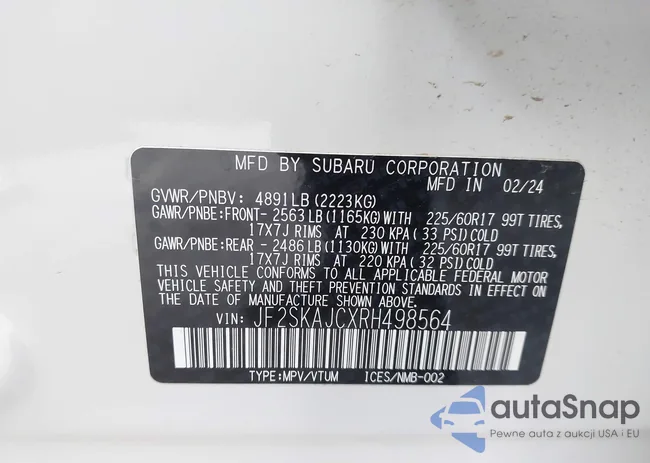 MFD BY SUBARU CORPORATION
MFD IN 02/24
GVWR/PNBV: 4891LB (2223KG)
GAWR/PNBE:FRONT- 2563 LB (1165KG) WITH 225/60R17 99T TIRES,
17X7J RIMS AT 230 KPA( 33 PSI) COLD
GAWR/PNBE: REAR - 2486 LB (1130KG) WITH 225/60R17 99T TIRES,
17X7J RIMS AT 220 KPA( 32 PSI) COLD
THIS VEHICLE CONFORMS TO ALL APPLICABLE FEDERAL MOTOR
VEHICLE SAFETY AND THEFT PREVENTION STANDARDS IN EFFECT
ON THE DATE OF MANUFACTURE SHOWN ABOVE.
VIN: JF2SKAJCXRH498564
TYPE:MPV/VTUM ICES/NMB-002
autaSnap
Pewne auta z aukcji USA i EU